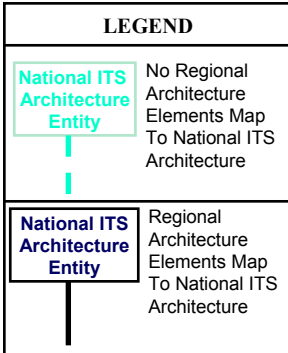 LEGEND
National ITS
Architecture
Entity
No Regional
Architecture
Elements Map
To National ITS
Architecture
National ITS
Architecture
Entity
Regional
Architecture
Elements Map
To National ITS
Architecture